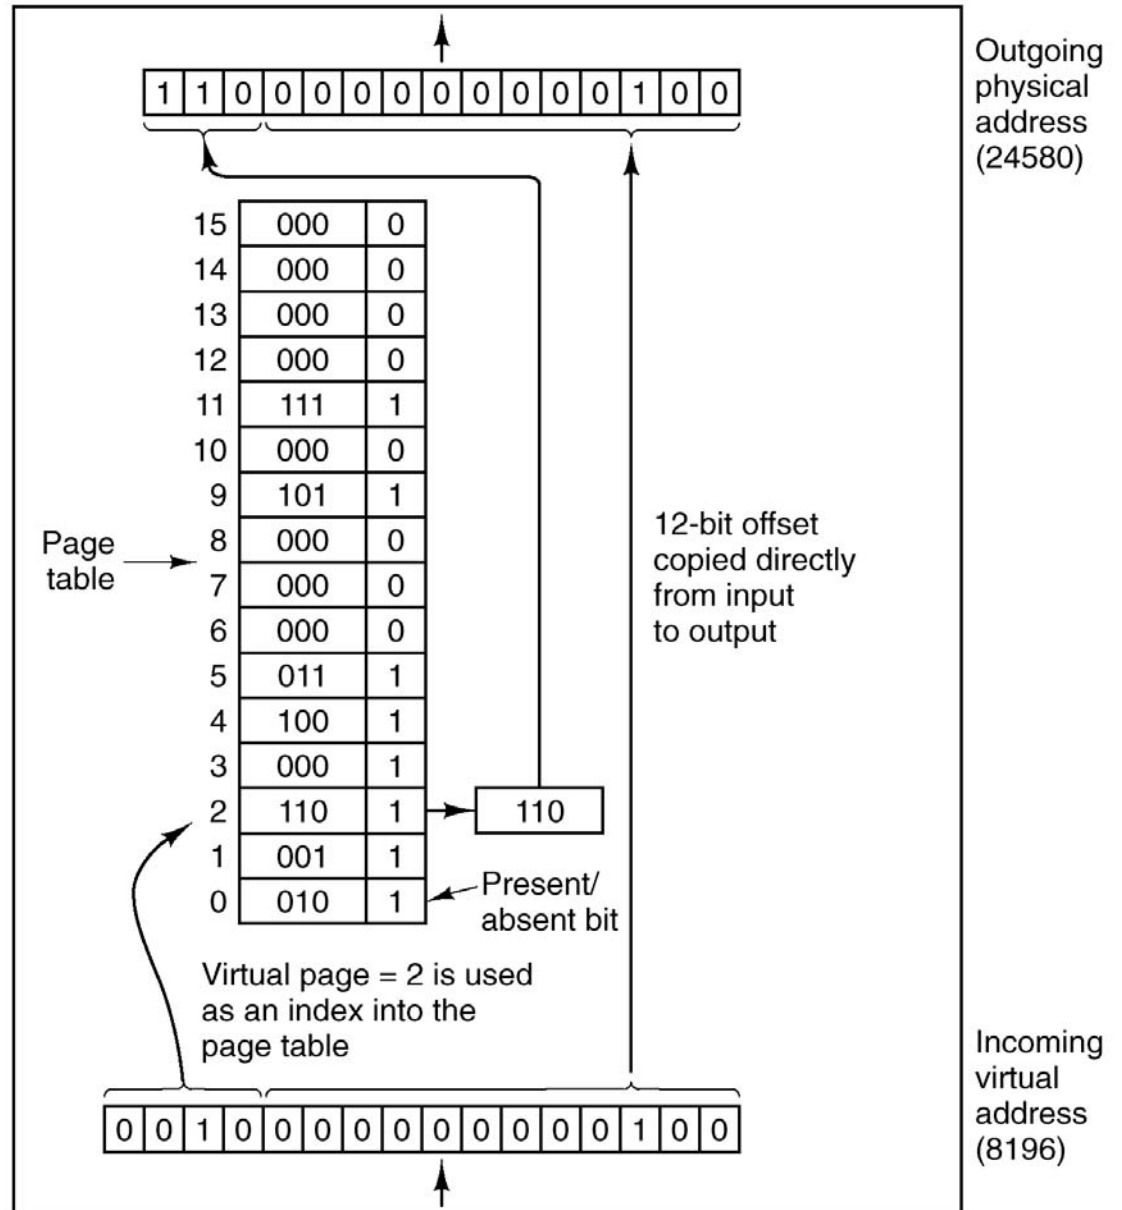 Outgoing
physical
address
(24580)
1 1 0 0 0 0 0 0 0 0 0 0 1 0 0
15 000 0
14 000 0
13 000 0
12 000 0
11 111 1
10 000 0
9 101 1
8 000 0
7 000 0
6 000 0
5 011 1
4 100 1
3 000 1
2 110 1
1 001 1
0 010 1
110
Page
table
12-bit offset
copied directly
from input
to output
Present/
absent bit
Virtual page = 2 is used
as an index into the
page table
Incoming
virtual
address
(8196)
0 0 1 0 0 0 0 0 0 0 0 0 0 1 0 0